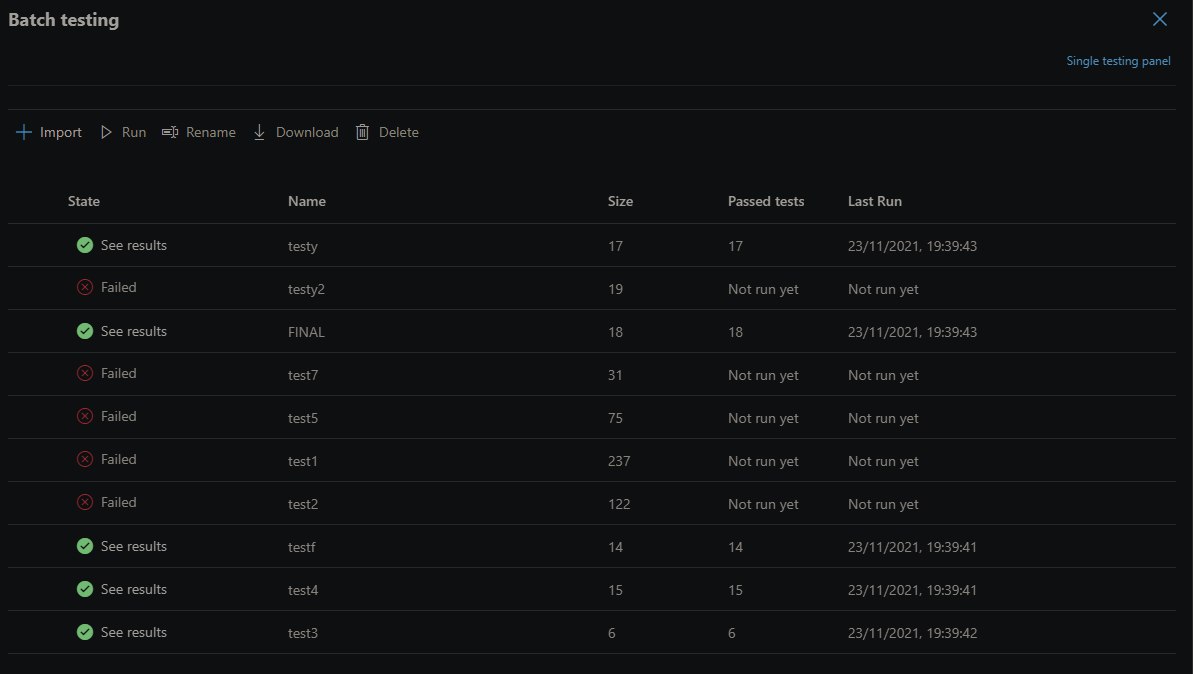 Batch testing
Single testing panel
Import Run Rename Download Delete
State Name Size Passed tests Last Run
See results testy 17 17 23/11/2021, 19:39:43
Failed testy2 19 Not run yet Not run yet
See results FINAL 18 18 23/11/2021, 19:39:43
Failed test7 31 Not run yet Not run yet
Failed test5 75 Not run yet Not run yet
Failed test1 237 Not run yet Not run yet
Failed test2 122 Not run yet Not run yet
See results testf 14 14 23/11/2021, 19:39:41
See results test4 15 15 23/11/2021, 19:39:41
See results test3 6 6 23/11/2021, 19:39:42